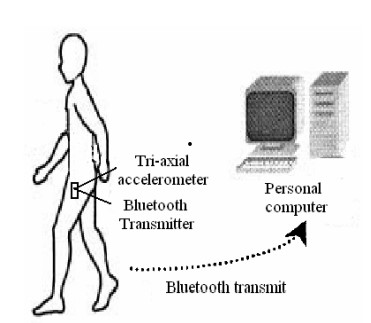 Tri-axial
accelerometer
Bluetooth
Transmitter
Personal
computer
Bluetooth transmit